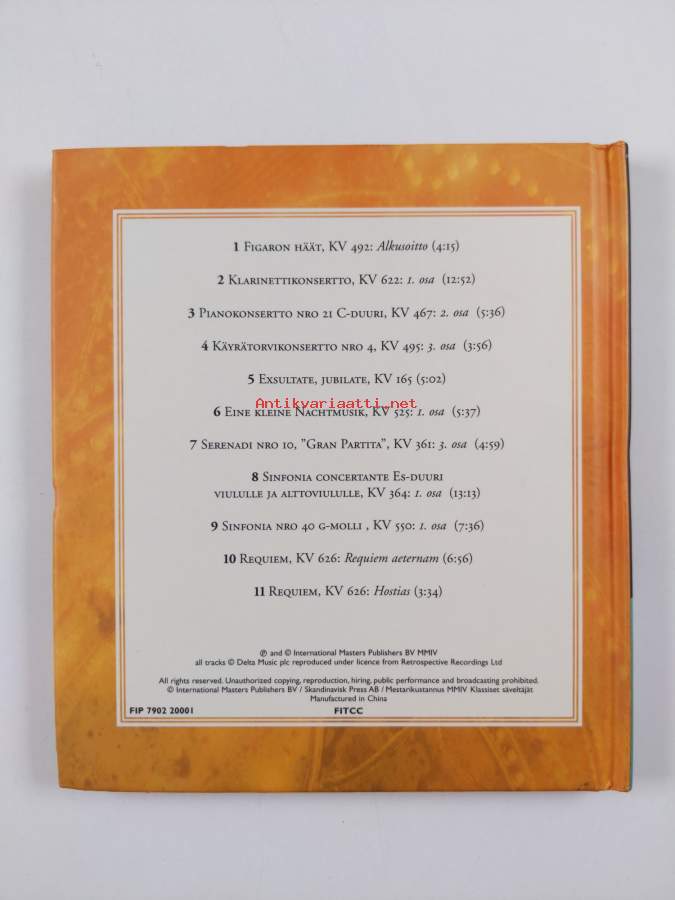 1 Figaron häät, KV 492: Alkusoitto (4:15)
2 Klarinettikonsertto, KV 622: 1. osa (12:52)
3 Pianokonsertto nro 21 C-duuri, KV 467: 2. osa (5:36)
4 Käyrätorvikonsertto nro 4, KV 495: 3. osa (3:56)
5 Exsultate, jubilate, KV 165 (5:02)
Antikvariaatti.net
6 Eine kleine Nachtmusik, KV 525: 1. osa (5:37)
7 Serenadi nro 10, ”Gran Partita”, KV 361: 3. osa (4:59)
8 Sinfonia concertante Es-duuri
viululle ja alttoviululle, KV 364: 1. osa (13:13)
9 Sinfonia nro 40 g-molli , KV 550: 1. osa (7:36)
10 Requiem, KV 626: Requiem aeternam (6:56)
11 Requiem, KV 626: Hostias (3:34)
℗ and © International Masters Publishers BV MMIV
all tracks © Delta Music plc reproduced under licence from Retrospective Recordings Ltd
All rights reserved. Unauthorized copying, reproduction, hiring, public performance and broadcasting prohibited.
© International Masters Publishers BV / Skandinavisk Press AB / Mestarikustannus MMIV Klassiset säveltäjät
Manufactured in China
FIP 7902 20001 FITCC